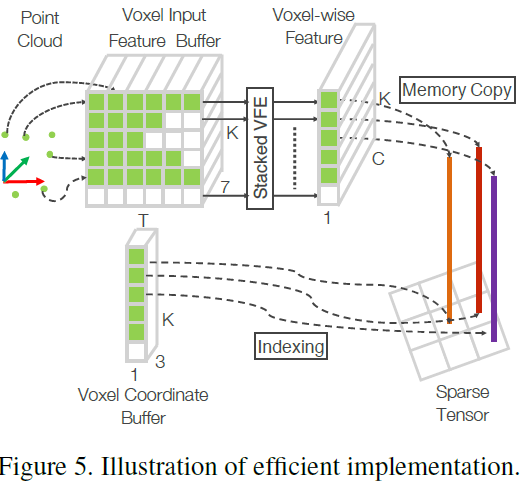 Point
Cloud
Voxel Input
Feature Buffer
Voxel-wise
Feature
K
7
T
Stacked VFE
K
C
1
Memory Copy
K
3
1
Voxel Coordinate
Buffer
Indexing
Sparse
Tensor
Figure 5. Illustration of efficient implementation.